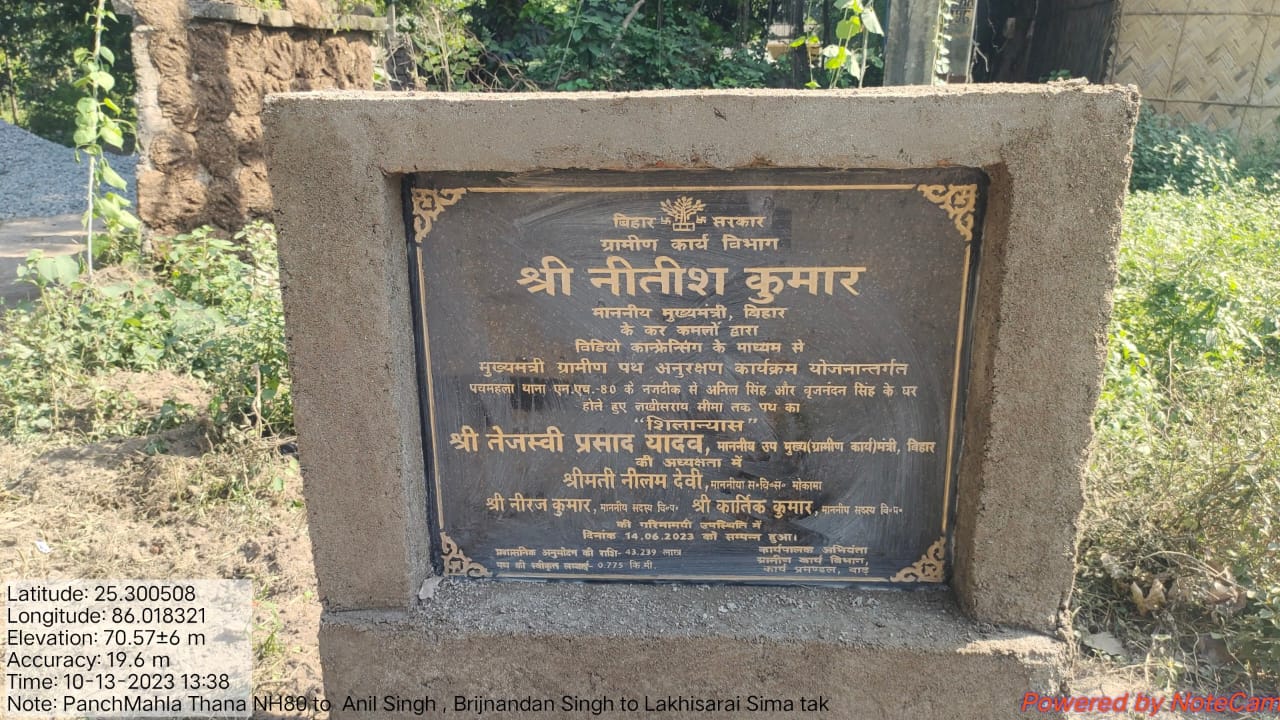 बिहार सरकार
ग्रामीण कार्य विभाग
श्री नीतीश कुमार
माननीय मुख्यमंत्री, बिहार
के कर कमलों द्वारा
विडियो कान्फ्रेन्सिंग के माध्यम से
मुख्यमंत्री ग्रामीण पथ अनुरक्षण कार्यक्रम योजनान्तर्गत
पचमहला थाना एन.एच.-80 के नजदीक से अनिल सिंह और वृजनंदन सिंह के घर
होते हुए लखीसराय सीमा तक पथ का
"शिलान्यास"
श्री तेजस्वी प्रसाद यादव, माननीय उप मुख्य(ग्रामीण कार्य)मंत्री, बिहार
की अध्यक्षता में
श्रीमती नीलम देवी, माननीया स॰वि॰स॰ मोकामा
श्री नीरज कुमार, माननीय सदस्य वि॰प॰ श्री कार्तिक कुमार, माननीय सदस्य वि॰प॰
की गरिमामयी उपस्थिति में
दिनांक 14.06.2023 को सम्पन्न हुआ।
प्रशासनिक अनुमोदन की राशि- 43.239 लाख
पथ की स्वीकृत लम्बाई- 0.775 कि.मी.
कार्यपालक अभियंता
ग्रामीण कार्य विभाग,
कार्य प्रमण्डल, बाढ़
Latitude: 25.300508
Longitude: 86.018321
Elevation: 70.57±6 m
Accuracy: 19.6 m
Time: 10-13-2023 13:38
Note: PanchMahla Thana NH80 to Anil Singh , Brijnandan Singh to Lakhisarai Sima tak
Powered by NoteCam